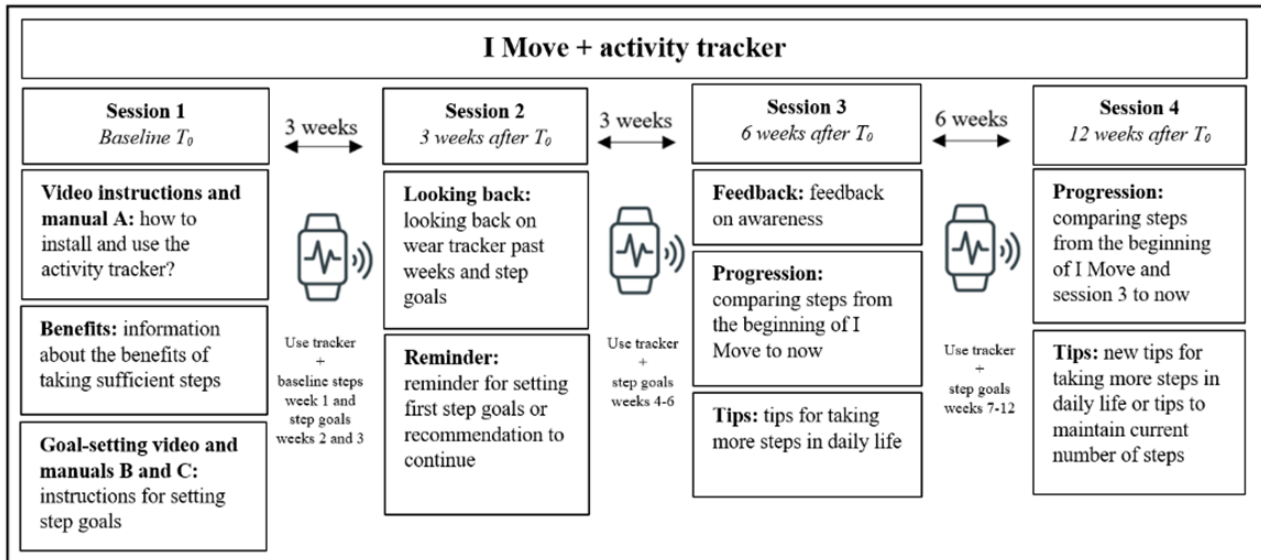 I Move + activity tracker
Session 1
Baseline T₀
Video instructions and
manual A: how to
install and use the
activity tracker?
Benefits: information
about the benefits of
taking sufficient steps
Goal-setting video and
manuals B and C:
instructions for setting
step goals
3 weeks
Use tracker
+
baseline steps
week 1 and
step goals
weeks 2 and 3
Session 2
3 weeks after T₀
Looking back:
looking back on
wear tracker past
weeks and step
goals
Reminder:
reminder for setting
first step goals or
recommendation to
continue
3 weeks
Use tracker
+
step goals
weeks 4-6
Session 3
6 weeks after T₀
Feedback: feedback
on awareness
Progression:
comparing steps from
the beginning of I
Move to now
Tips: tips for taking
more steps in daily life
6 weeks
Use tracker
+
step goals
weeks 7-12
Session 4
12 weeks after T₀
Progression:
comparing steps
from the beginning
of I Move and
session 3 to now
Tips: new tips for
taking more steps in
daily life or tips to
maintain current
number of steps